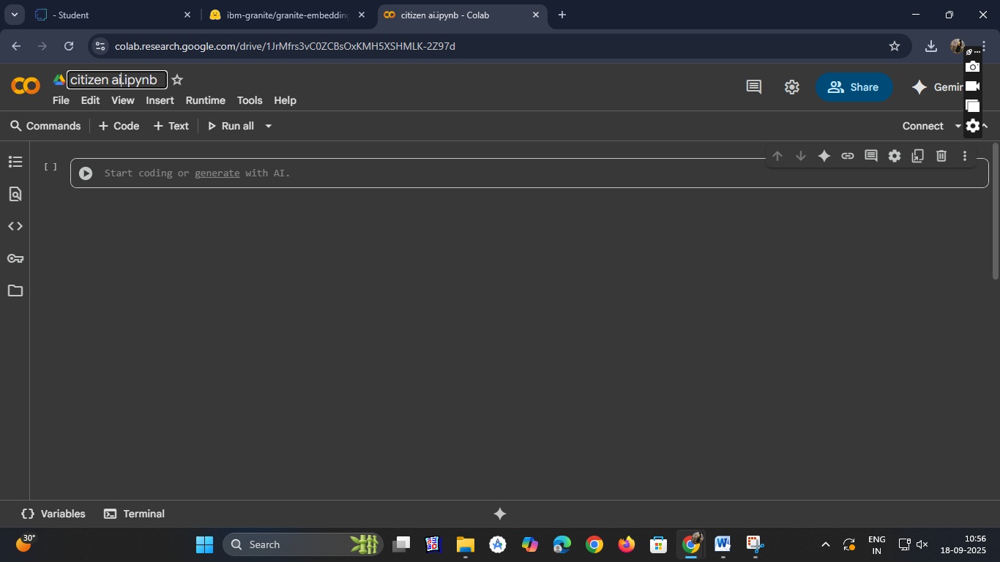 - Student
ibm-granite/granite-embedding
citizen ai.ipynb - Colab
colab.research.google.com/drive/1JrMfrs3vC0ZCBsOxKMH5XSHMLK-2Z97d
citizen ai.ipynb
Share
Gemin
File Edit View Insert Runtime Tools Help
Commands + Code + Text Run all
Connect
[ ] Start coding or generate with AI.
Variables Terminal
30°
Search
ENG
IN
10:56
18-09-2025